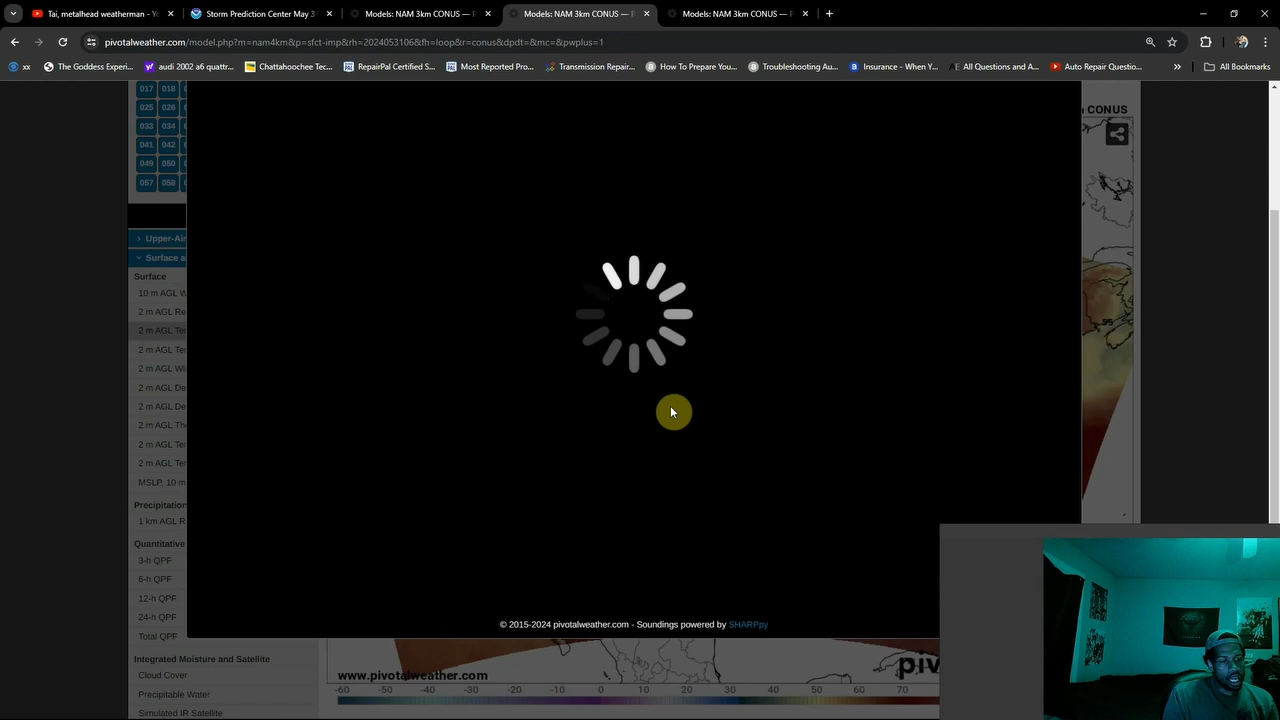 Tai, metalhead weatherman - Yo
Storm Prediction Center May 3
Models: NAM 3km CONUS — P
Models: NAM 3km CONUS — P
Models: NAM 3km CONUS — P
pivotalweather.com/model.php?m=nam4km&p=sfct-imp&rh=2024053106&fh=loop&r=conus&dpdt=&mc=&pwplus=1
xx
The Goddess Experi...
audi 2002 a6 quattr...
Chattahoochee Tec...
RepairPal Certified S...
Most Reported Pro...
Transmission Repair...
How To Prepare You...
Troubleshooting Au...
Insurance - When Y...
All Questions and A...
Auto Repair Questi...
»
All Bookmarks
017 018
025 026
033 034
041 042
049 050
057 058
CONUS
Upper-Air
Surface a
Surface
10 m AGL W
2 m AGL Re
2 m AGL Te
2 m AGL Te
2 m AGL Wi
2 m AGL De
2 m AGL De
2 m AGL Th
2 m AGL Te
2 m AGL Te
MSLP, 10 m
Precipitation
1 km AGL R
Quantitative
3-h QPF
6-h QPF
12-h QPF
24-h QPF
Total QPF
Integrated Moisture and Satellite
Cloud Cover
Precipitable Water
Simulated IR Satellite
© 2015-2024 pivotalweather.com - Soundings powered by SHARPpy
www.pivotalweather.com
piv
-60 -50 -40 -30 -20 -10 0 10 20 30 40 50 60 70